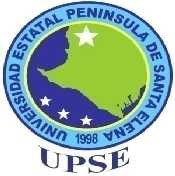 UNIVERSIDAD ESTATAL PENINSULA DE SANTA ELENA
1998
UPSE